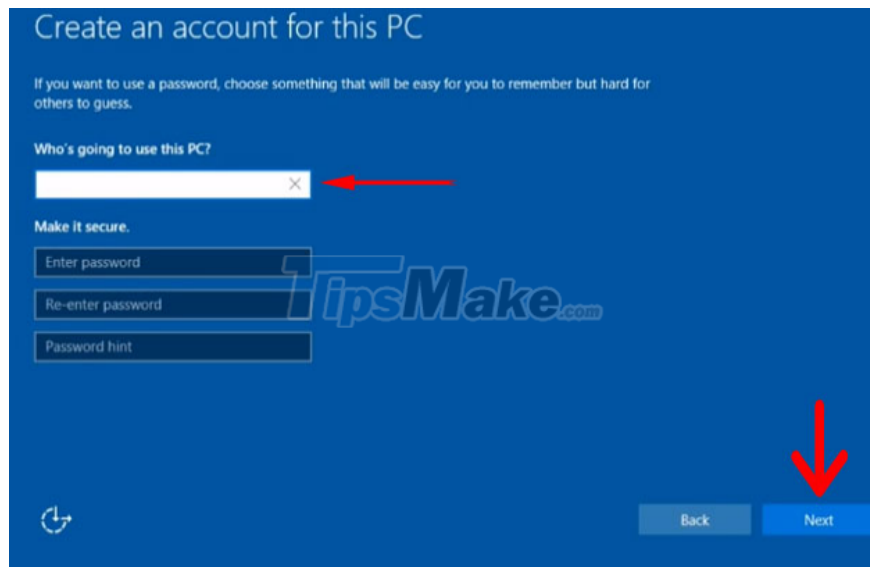 Create an account for this PC
If you want to use a password, choose something that will be easy for you to remember but hard for
others to guess.
Who's going to use this PC?
Make it secure.
Enter password
Re-enter password
Password hint
TipsMake.com
Back Next